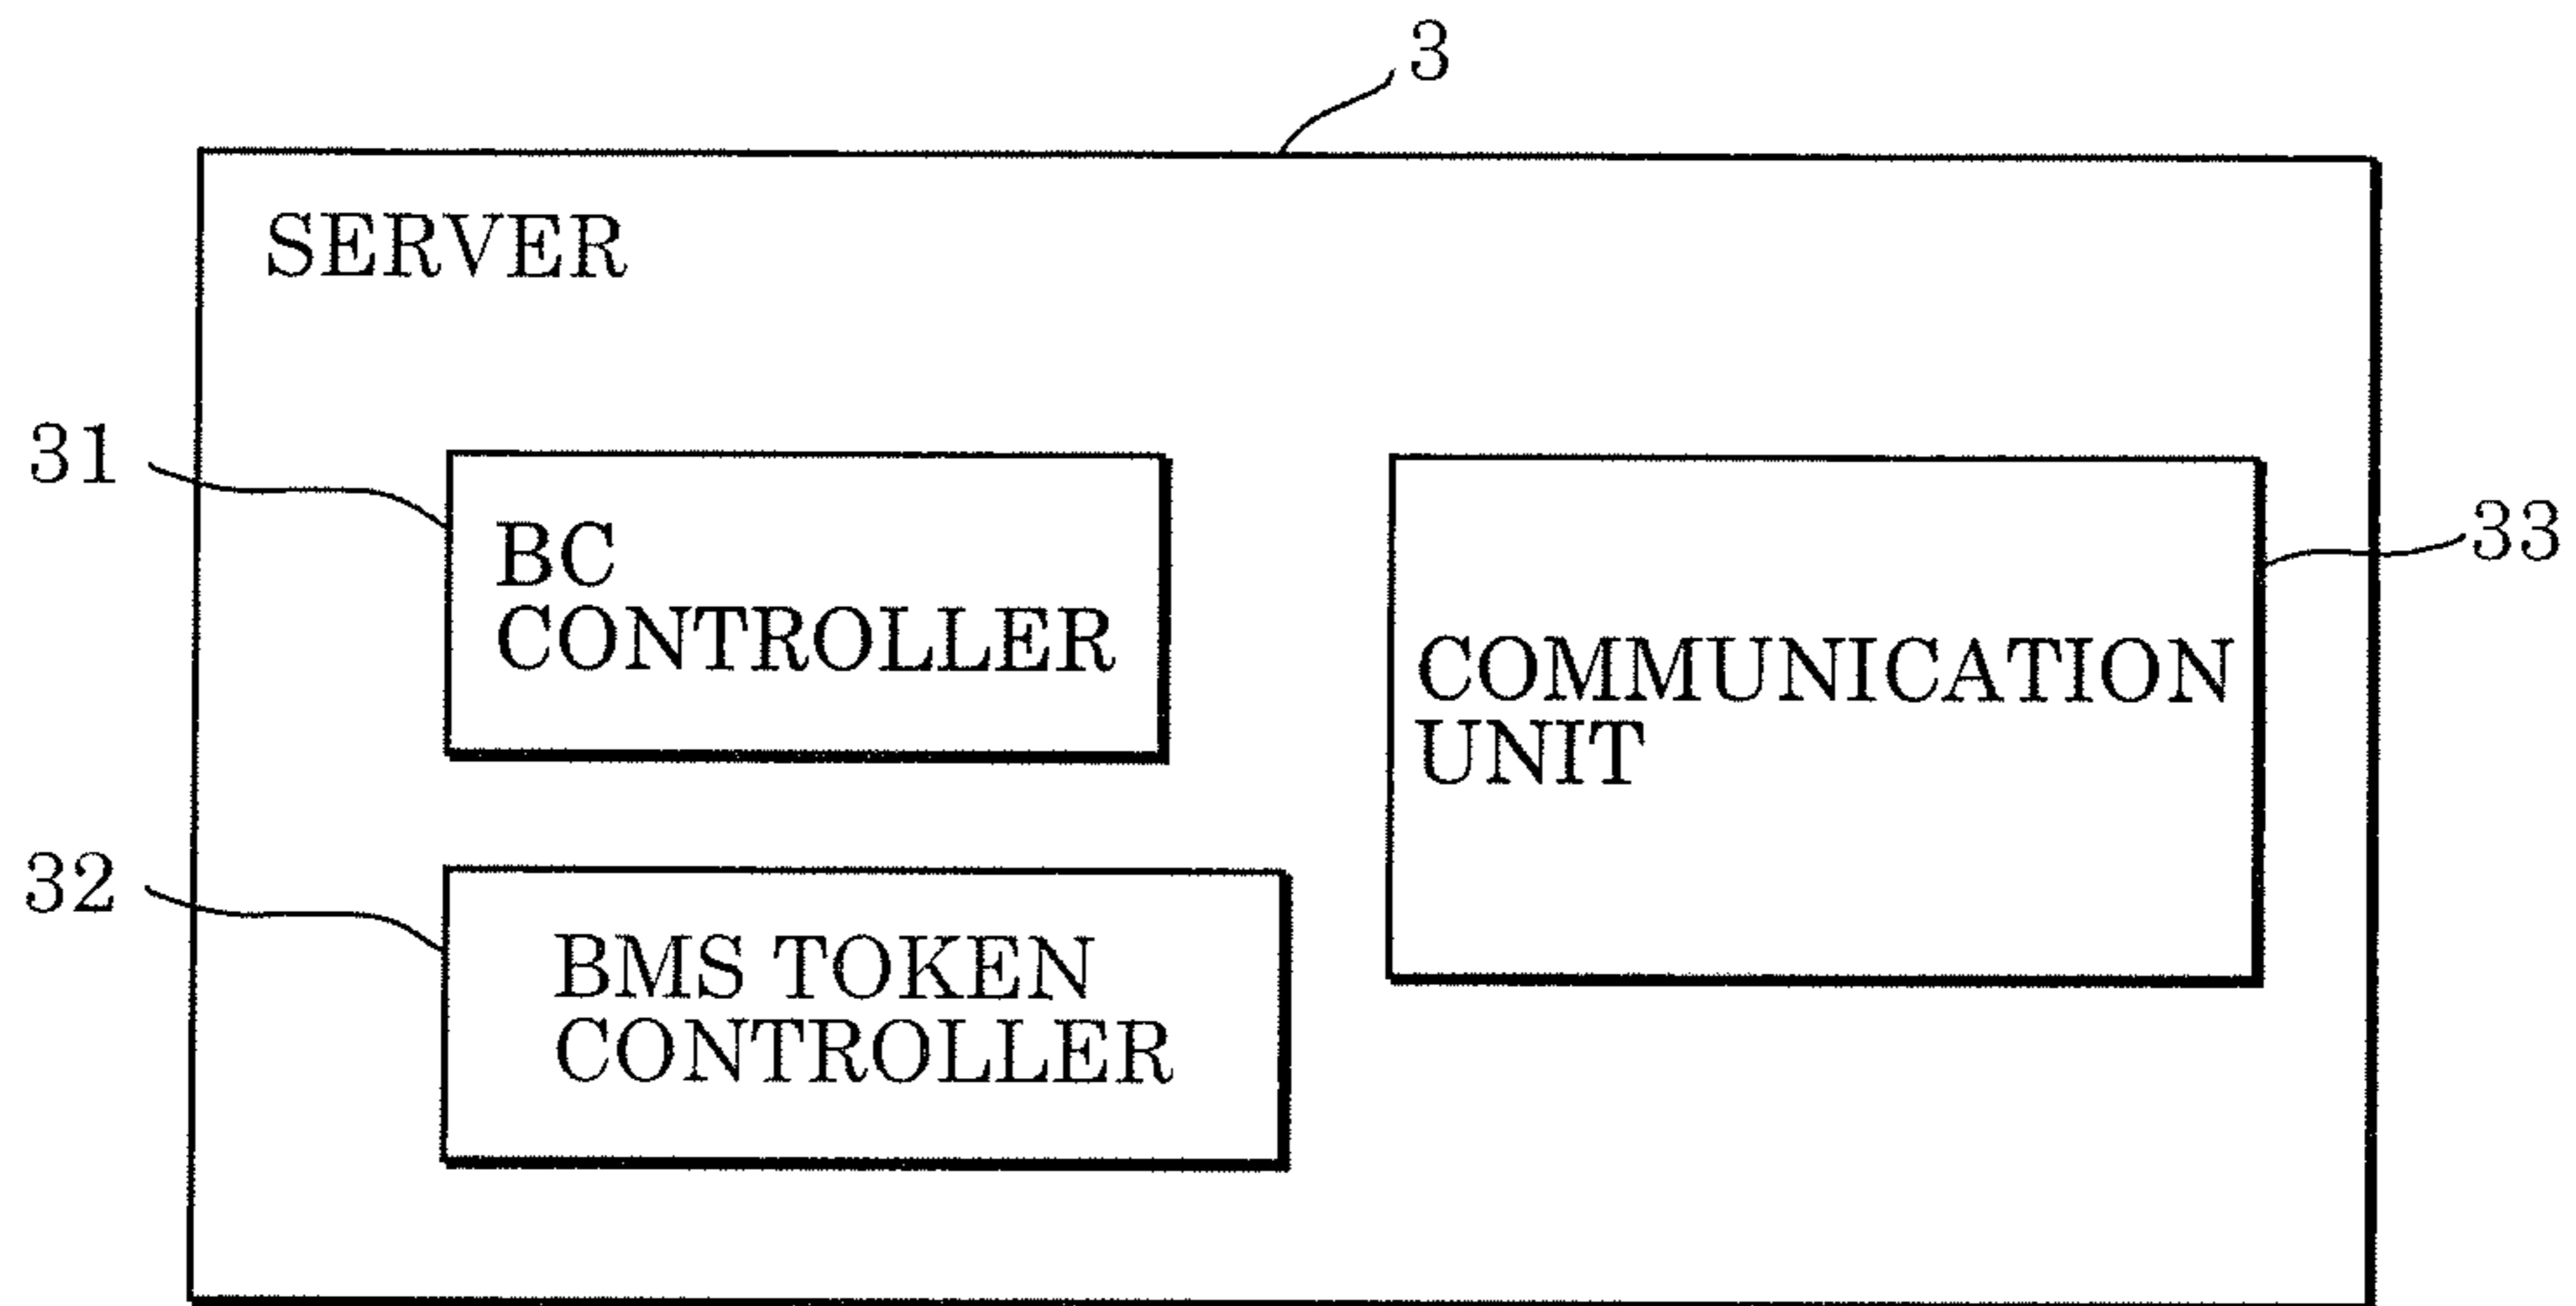 3
SERVER
31
BC
CONTROLLER
33
COMMUNICATION
UNIT
32
BMS TOKEN
CONTROLLER